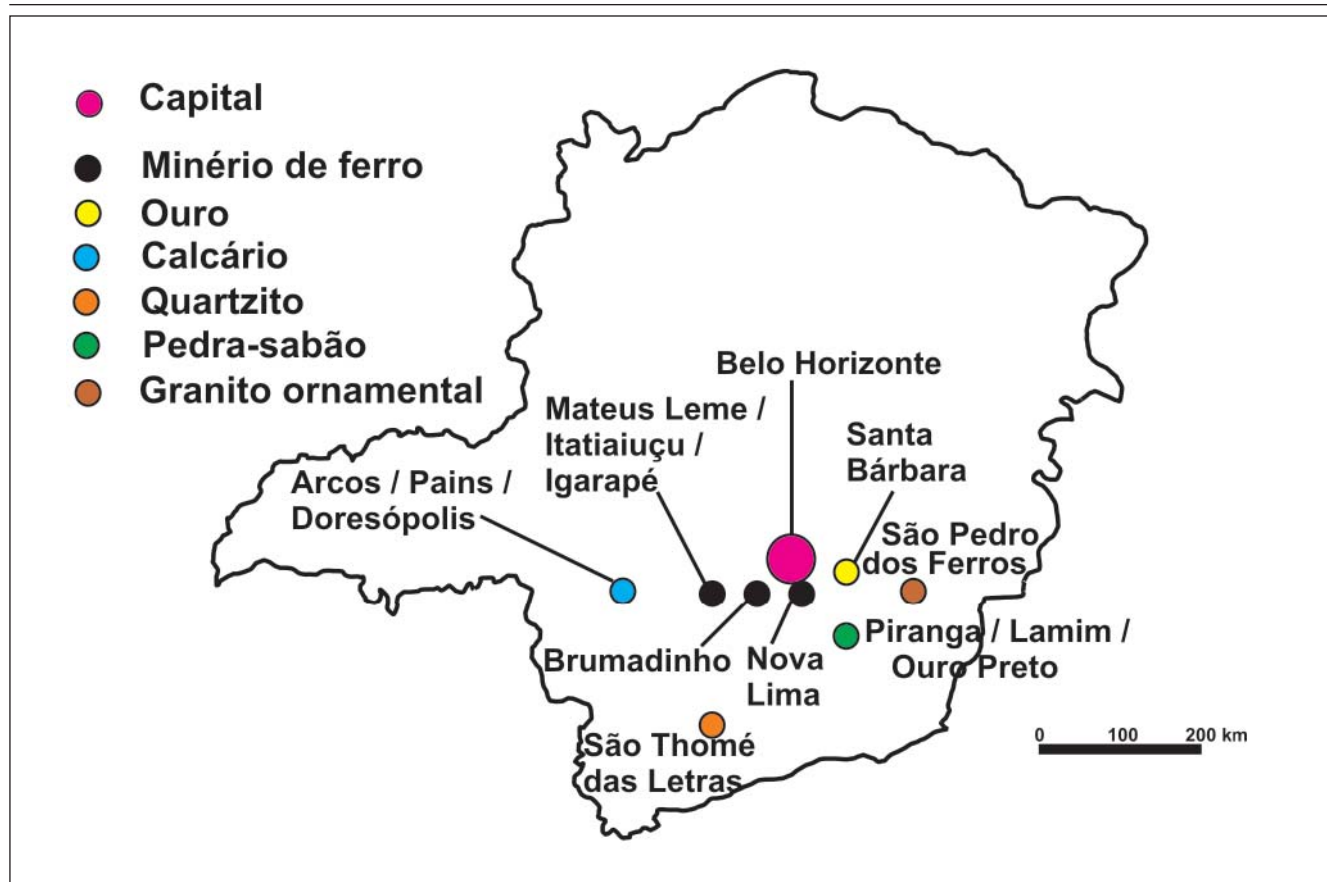 Capital
Minério de ferro
Ouro
Calcário
Quartzito
Pedra-sabão
Granito ornamental
Belo Horizonte
Mateus Leme /
Itatiaiuçu /
Igarapé
Santa
Bárbara
Arcos / Pains /
Doresópolis
São Pedro
dos Ferros
Brumadinho
Nova
Lima
Piranga / Lamim /
Ouro Preto
São Thomé
das Letras
0 100 200 km